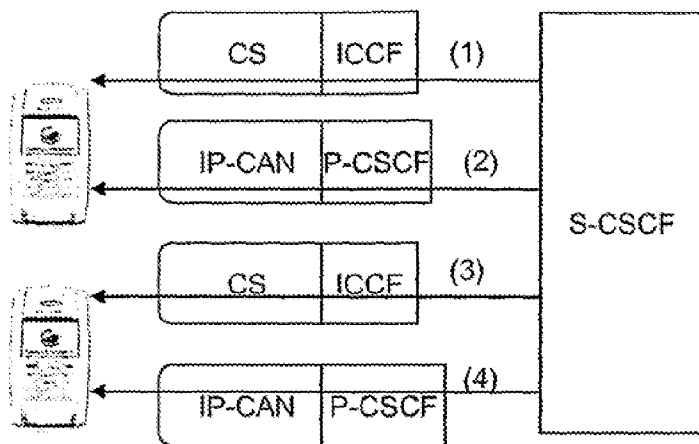 CS ICCF (1)
IP-CAN P-CSCF (2)
S-CSCF
CS ICCF (3)
IP-CAN P-CSCF (4)